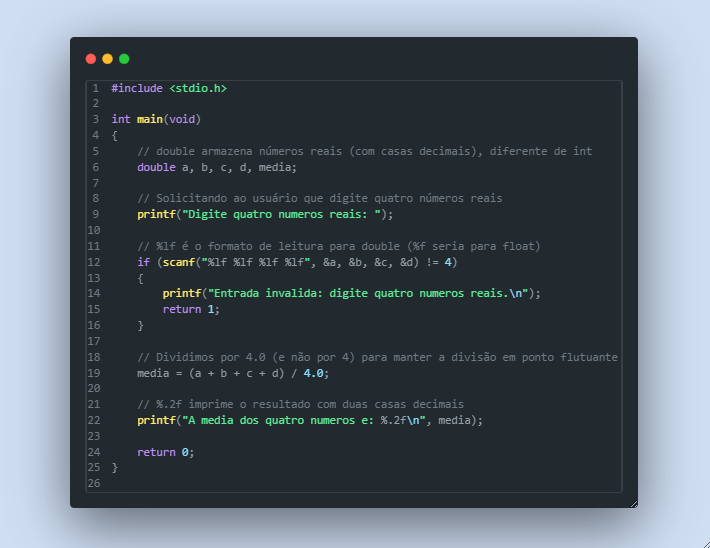 1 #include <stdio.h>
2
3 int main(void)
4 {
5     // double armazena números reais (com casas decimais), diferente de int
6     double a, b, c, d, media;
7
8     // Solicitando ao usuário que digite quatro números reais
9     printf("Digite quatro numeros reais: ");
10
11     // %lf é o formato de leitura para double (%f seria para float)
12     if (scanf("%lf %lf %lf %lf", &a, &b, &c, &d) != 4)
13     {
14         printf("Entrada invalida: digite quatro numeros reais.\n");
15         return 1;
16     }
17
18     // Dividimos por 4.0 (e não por 4) para manter a divisão em ponto flutuante
19     media = (a + b + c + d) / 4.0;
20
21     // %.2f imprime o resultado com duas casas decimais
22     printf("A media dos quatro numeros e: %.2f\n", media);
23
24     return 0;
25 }
26